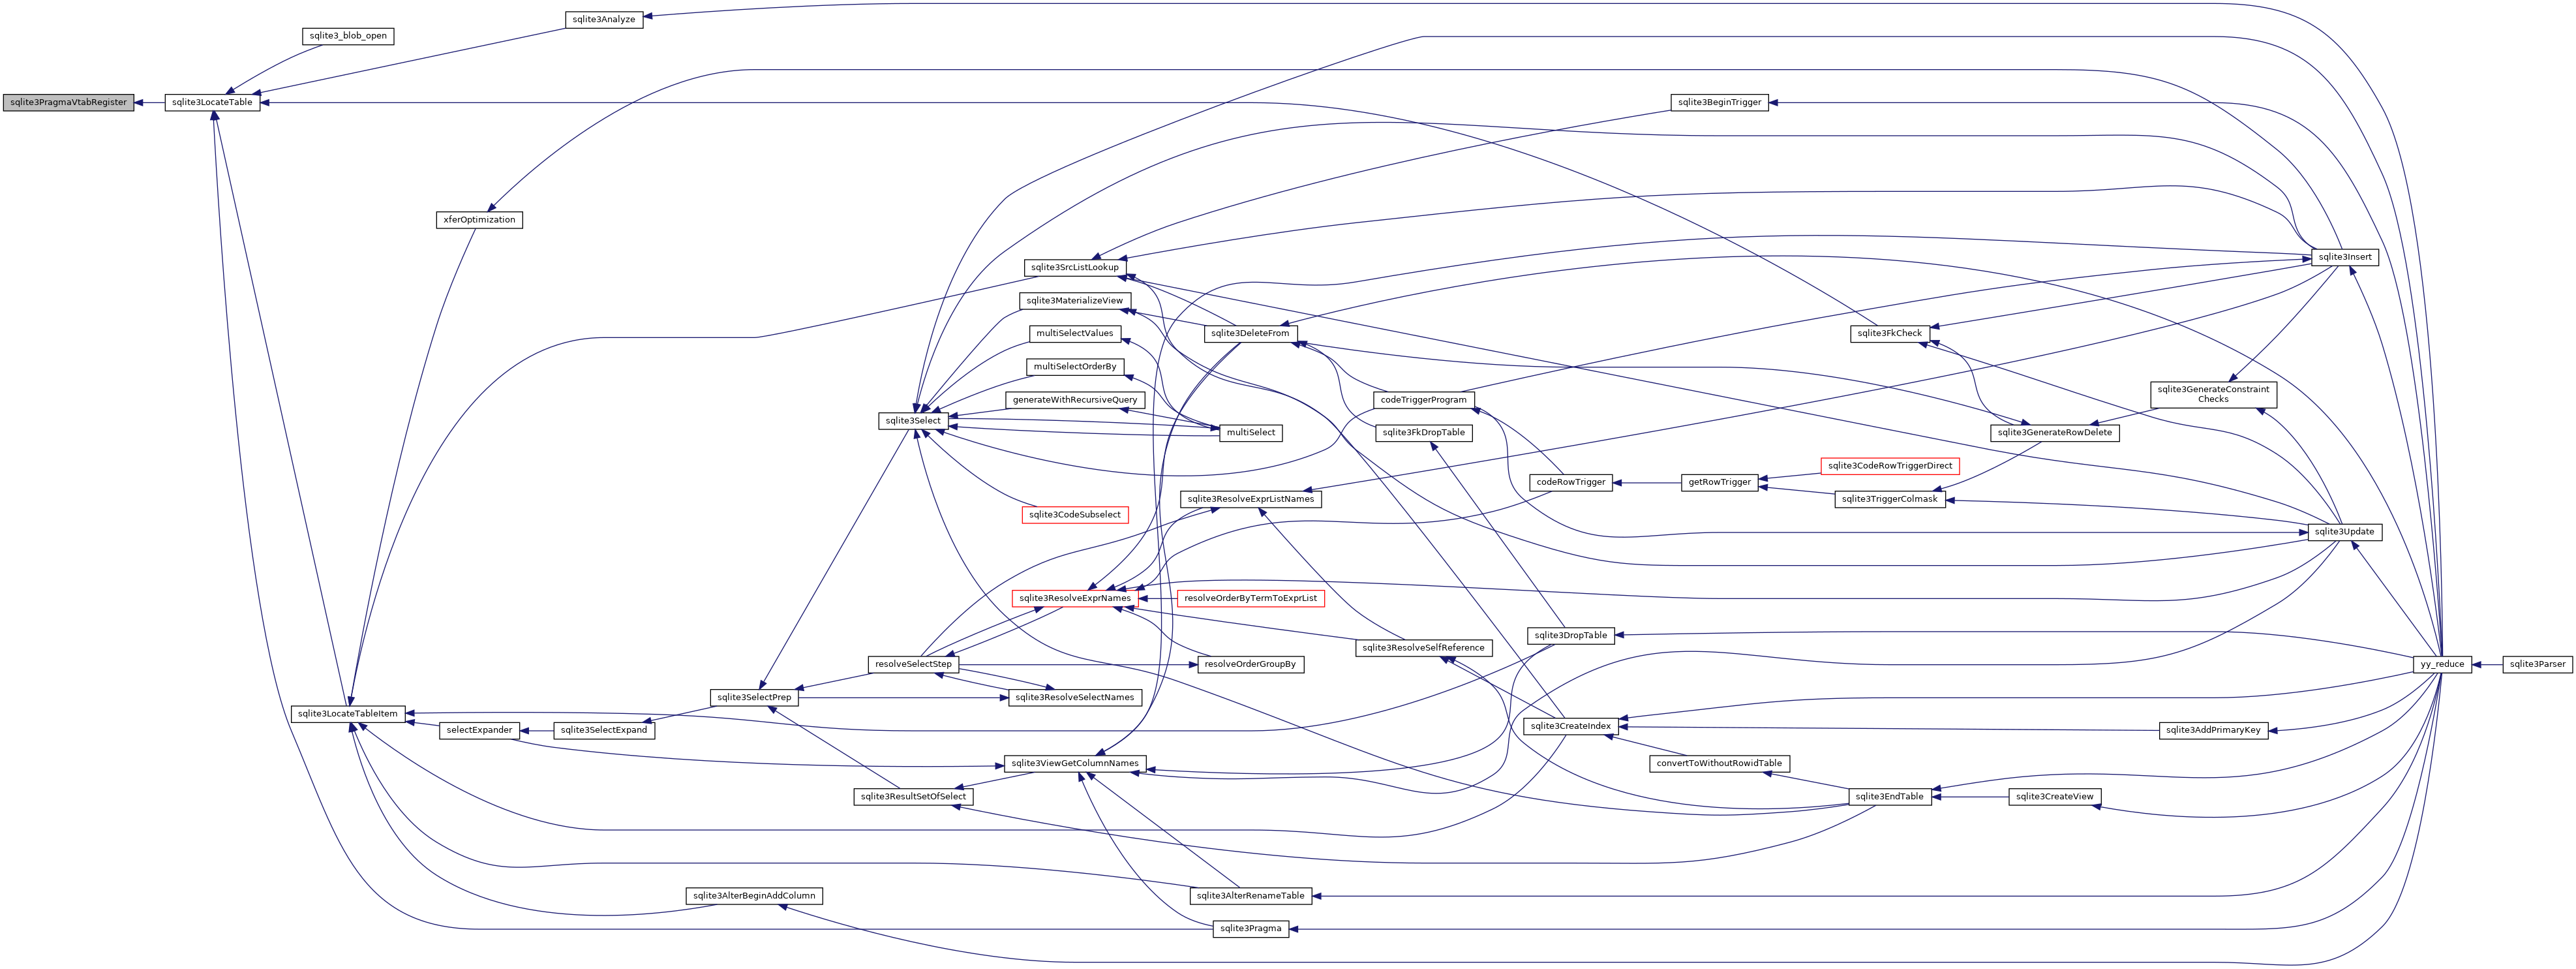 sqlite3Analyze
sqlite3_blob_open
sqlite3PragmaVtabRegister
sqlite3LocateTable
sqlite3BeginTrigger
xferOptimization
sqlite3Insert
sqlite3SrcListLookup
sqlite3MaterializeView
multiSelectValues
sqlite3DeleteFrom
sqlite3FkCheck
multiSelectOrderBy
sqlite3GenerateConstraint
Checks
generateWithRecursiveQuery
codeTriggerProgram
sqlite3Select
multiSelect
sqlite3FkDropTable
sqlite3GenerateRowDelete
sqlite3CodeRowTriggerDirect
codeRowTrigger
getRowTrigger
sqlite3ResolveExprListNames
sqlite3TriggerColmask
sqlite3CodeSubselect
sqlite3Update
sqlite3ResolveExprNames
resolveOrderByTermToExprList
sqlite3DropTable
sqlite3ResolveSelfReference
resolveSelectStep
resolveOrderGroupBy
yy_reduce
sqlite3Parser
sqlite3SelectPrep
sqlite3ResolveSelectNames
sqlite3LocateTableItem
selectExpander
sqlite3SelectExpand
sqlite3CreateIndex
sqlite3AddPrimaryKey
sqlite3ViewGetColumnNames
convertToWithoutRowidTable
sqlite3ResultSetOfSelect
sqlite3EndTable
sqlite3CreateView
sqlite3AlterBeginAddColumn
sqlite3AlterRenameTable
sqlite3Pragma